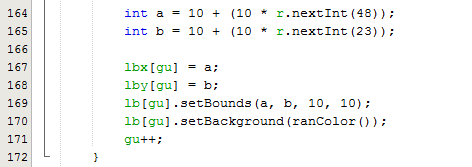 164 int a = 10 + (10 * r.nextInt(48));
165 int b = 10 + (10 * r.nextInt(23));
166
167 lbx[gu] = a;
168 lby[gu] = b;
169 lb[gu].setBounds(a, b, 10, 10);
170 lb[gu].setBackground(ranColor());
171 gu++;
172 }